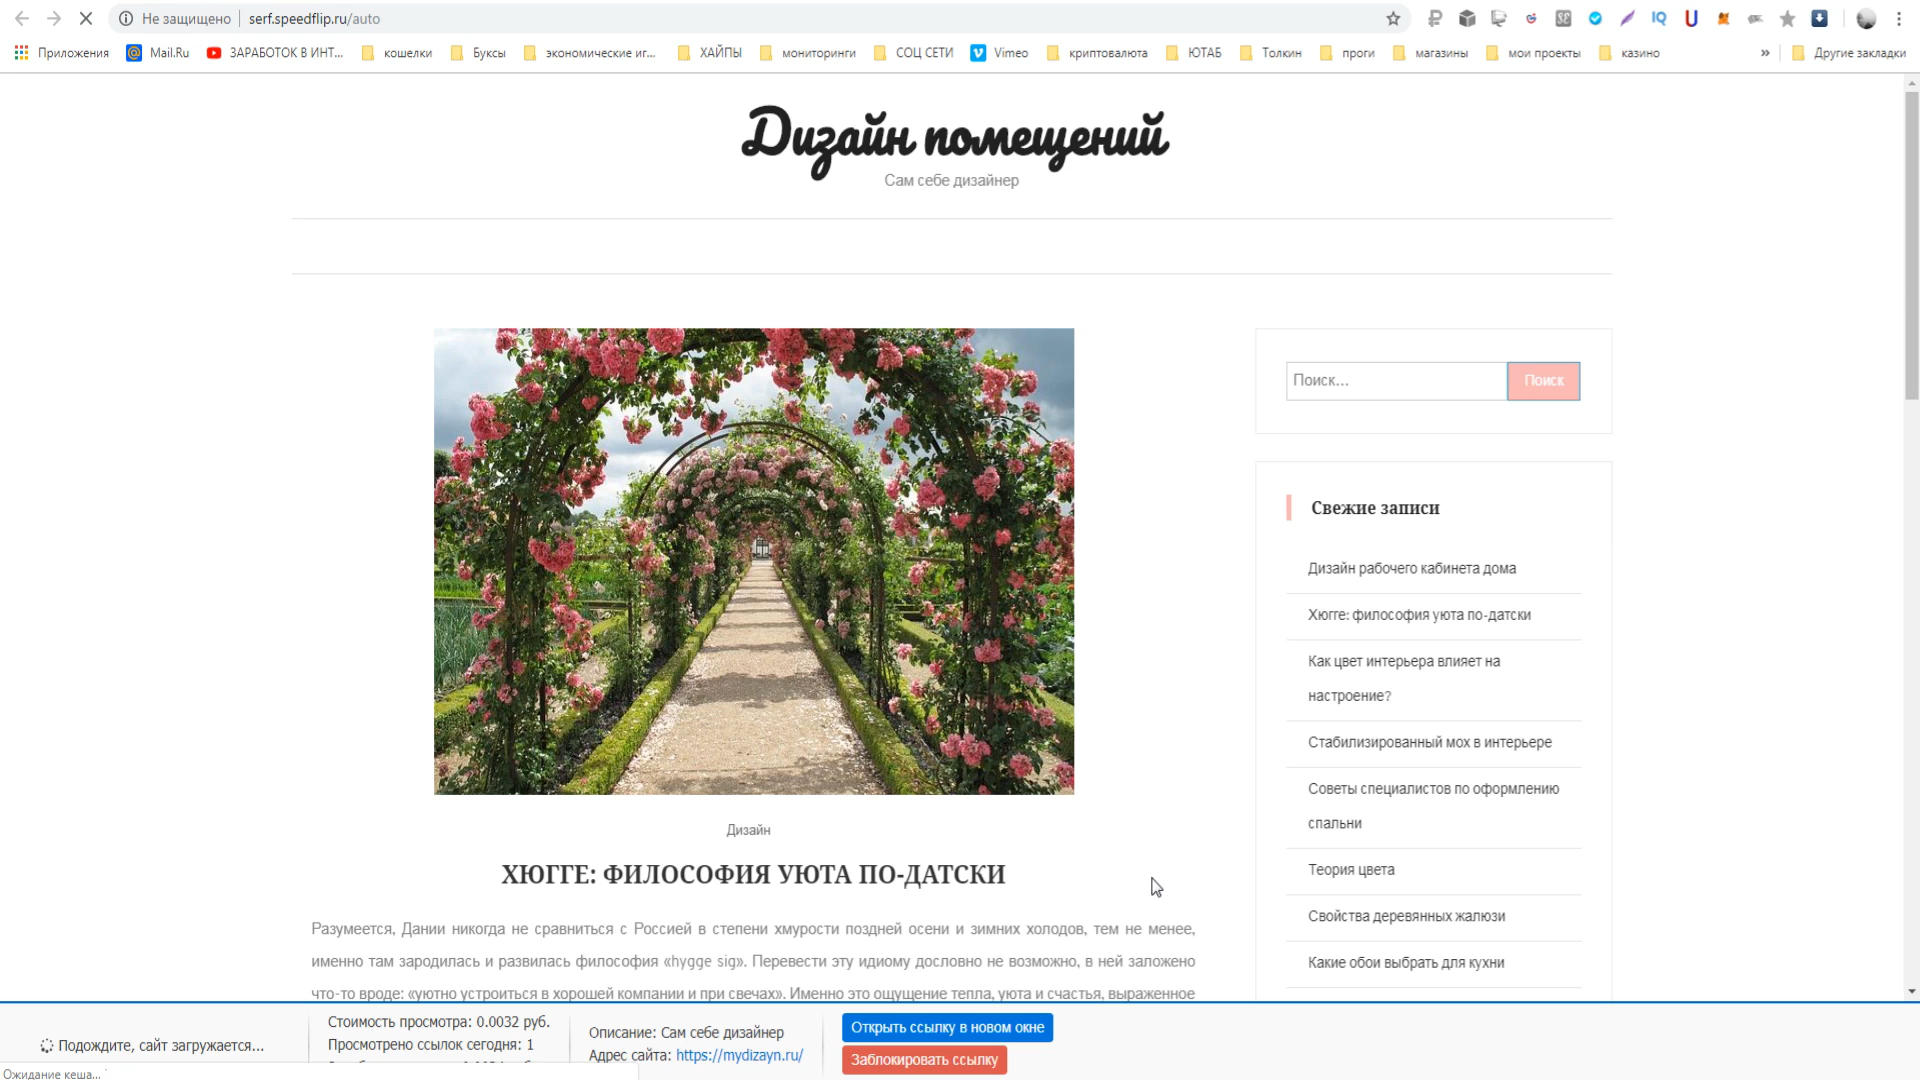 Не защищено
serf.speedflip.ru/auto
Приложения
Mail.Ru
ЗАРАБОТОК В ИНТ...
кошелки
Буксы
экономические иг...
ХАЙПЫ
мониторинги
СОЦ СЕТИ
Vimeo
криптовалюта
ЮТАБ
Толкин
проги
магазины
мои проекты
казино
»
Другие закладки
Дизайн помещений
Сам себе дизайнер
Поиск...
Поиск
Свежие записи
Дизайн рабочего кабинета дома
Хюгге: философия уюта по-датски
Как цвет интерьера влияет на
настроение?
Стабилизированный мох в интерьере
Советы специалистов по оформлению
спальни
Теория цвета
Свойства деревянных жалюзи
Какие обои выбрать для кухни
Дизайн
ХЮГГЕ: ФИЛОСОФИЯ УЮТА ПО-ДАТСКИ
Разумеется, Дании никогда не сравниться с Россией в степени хмурости поздней осени и зимних холодов, тем не менее,
именно там зародилась и развилась философия «hygge sig». Перевести эту идиому дословно не возможно, в ней заложено
что-то вроде: «уютно устроиться в хорошей компании и при свечах». Именно это ощущение тепла, уюта и счастья, выраженное
Подождите, сайт загружается...
Стоимость просмотра: 0.0032 руб.
Просмотрено ссылок сегодня: 1
Описание: Сам себе дизайнер
Адрес сайта: https://mydizayn.ru/
Открыть ссылку в новом окне
Заблокировать ссылку
Ожидание кеша...